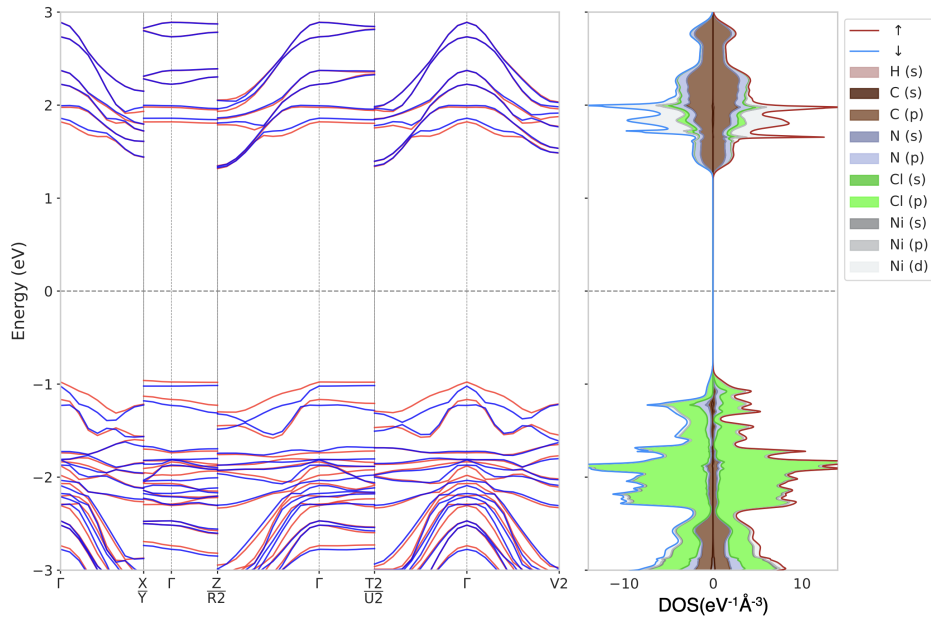 3
2
1
0
−1
−2
−3
Energy (eV)
Γ
X
Y
Γ
Z
R2
Γ
T2
U2
Γ
V2
−10
0
10
DOS(eV⁻¹Å⁻³)
↑
↓
H (s)
C (s)
C (p)
N (s)
N (p)
Cl (s)
Cl (p)
Ni (s)
Ni (p)
Ni (d)